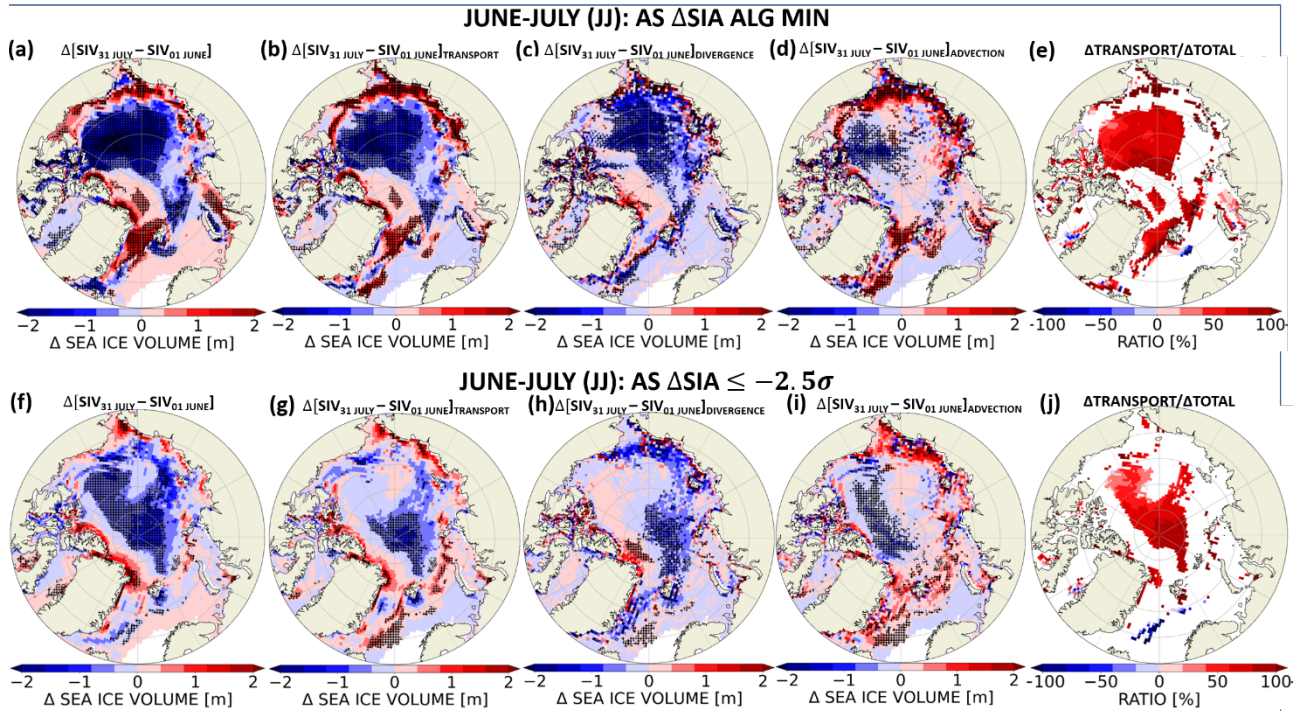 JUNE-JULY (JJ): AS ΔSIA ALG MIN
(a) Δ[SIV31 JULY – SIV01 JUNE]
(b) Δ[SIV31 JULY – SIV01 JUNE]TRANSPORT
(c) Δ[SIV31 JULY – SIV01 JUNE]DIVERGENCE
(d) Δ[SIV31 JULY – SIV01 JUNE]ADVECTION
(e) ΔTRANSPORT/ΔTOTAL
−2 −1 0 1 2
Δ SEA ICE VOLUME [m]
−2 −1 0 1 2
Δ SEA ICE VOLUME [m]
−2 −1 0 1 2
Δ SEA ICE VOLUME [m]
−2 −1 0 1 2
Δ SEA ICE VOLUME [m]
-100 −50 0 50 100
RATIO [%]
JUNE-JULY (JJ): AS ΔSIA ≤ −2.5σ
(f) Δ[SIV31 JULY – SIV01 JUNE]
(g) Δ[SIV31 JULY – SIV01 JUNE]TRANSPORT
(h) Δ[SIV31 JULY – SIV01 JUNE]DIVERGENCE
(i) Δ[SIV31 JULY – SIV01 JUNE]ADVECTION
(j) ΔTRANSPORT/ΔTOTAL
−2 −1 0 1 2
Δ SEA ICE VOLUME [m]
−2 −1 0 1 2
Δ SEA ICE VOLUME [m]
−2 −1 0 1 2
Δ SEA ICE VOLUME [m]
−2 −1 0 1 2
Δ SEA ICE VOLUME [m]
-100 −50 0 50 100
RATIO [%]